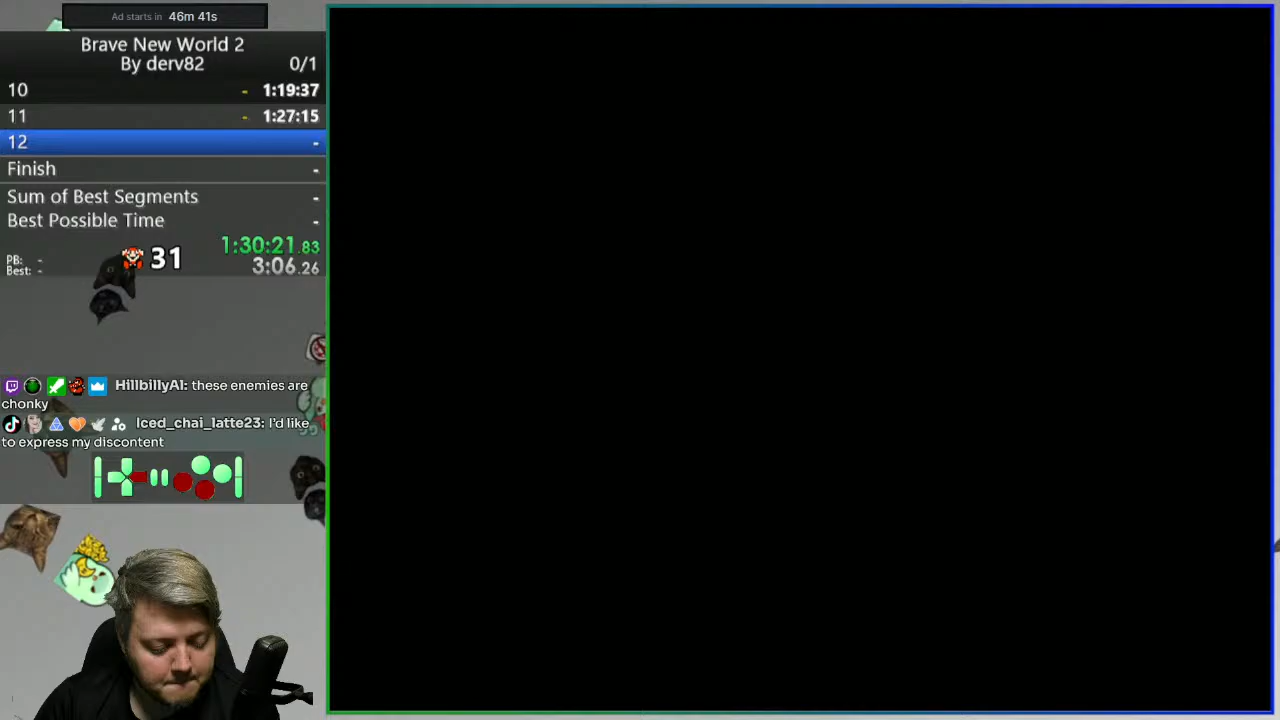 Ad starts in 46m 41s
Brave New World 2
By derv82 0/1
10 - 1:19:37
11 - 1:27:15
12 -
Finish -
Sum of Best Segments -
Best Possible Time -
PB: - 31 1:30:21.83
Best: - 3:06.26
HillbillyAl: these enemies are
chonky
Iced_chai_latte23: I'd like
to express my discontent